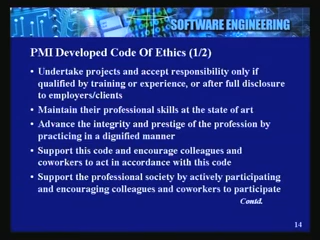 SOFTWARE ENGINEERING
PMI Developed Code Of Ethics (1/2)
• Undertake projects and accept responsibility only if
qualified by training or experience, or after full disclosure
to employers/clients
• Maintain their professional skills at the state of art
• Advance the integrity and prestige of the profession by
practicing in a dignified manner
• Support this code and encourage colleagues and
coworkers to act in accordance with this code
• Support the professional society by actively participating
and encouraging colleagues and coworkers to participate
Contd.
14